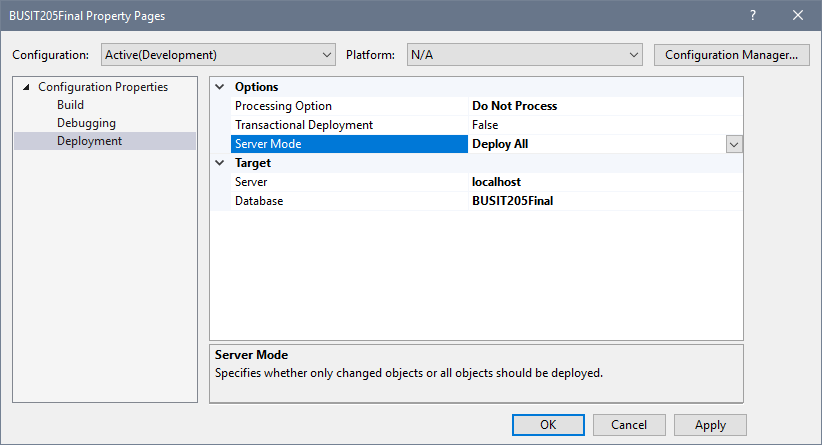 BUSIT205Final Property Pages
?
Configuration: Active(Development) Platform: N/A Configuration Manager...
Configuration Properties
Build
Debugging
Deployment
Options
Processing Option Do Not Process
Transactional Deployment False
Server Mode Deploy All
Target
Server localhost
Database BUSIT205Final
Server Mode
Specifies whether only changed objects or all objects should be deployed.
OK Cancel Apply